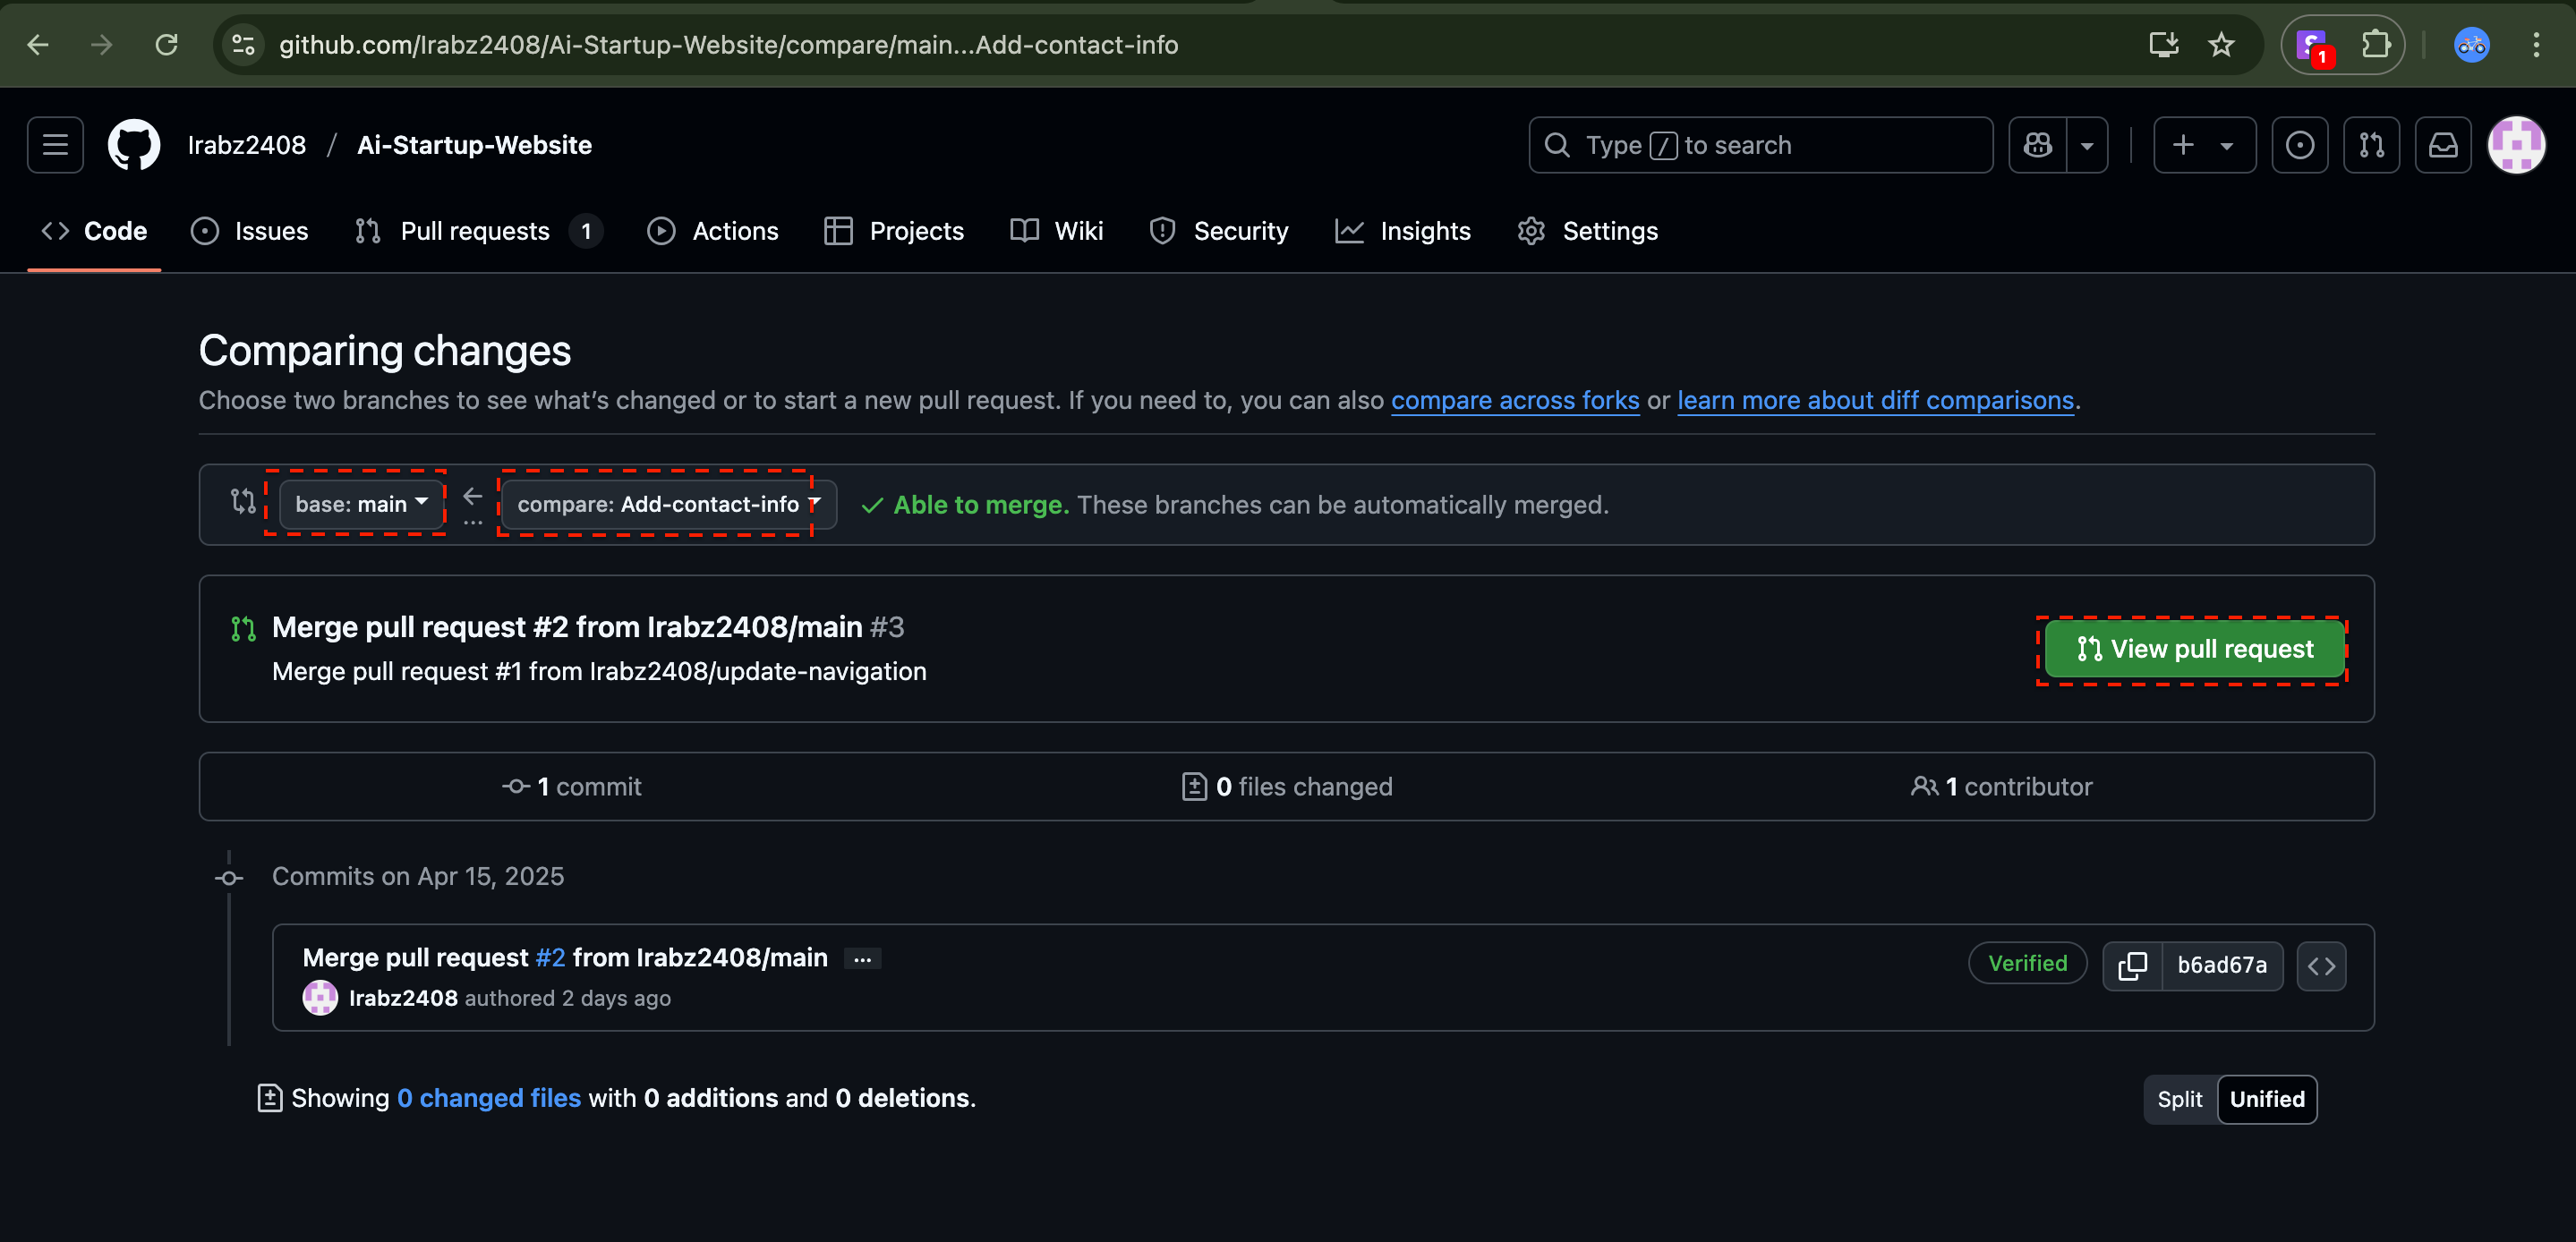 github.com/Irabz2408/Ai-Startup-Website/compare/main...Add-contact-info
S 1
Irabz2408 / Ai-Startup-Website
Type / to search
Code
Issues
Pull requests 1
Actions
Projects
Wiki
Security
Insights
Settings
Comparing changes
Choose two branches to see what’s changed or to start a new pull request. If you need to, you can also compare across forks or learn more about diff comparisons.
base: main
...
compare: Add-contact-info
Able to merge. These branches can be automatically merged.
Merge pull request #2 from Irabz2408/main #3
Merge pull request #1 from Irabz2408/update-navigation
View pull request
1 commit
0 files changed
1 contributor
Commits on Apr 15, 2025
Merge pull request #2 from Irabz2408/main ...
Irabz2408 authored 2 days ago
Verified
b6ad67a
Showing 0 changed files with 0 additions and 0 deletions.
Split
Unified